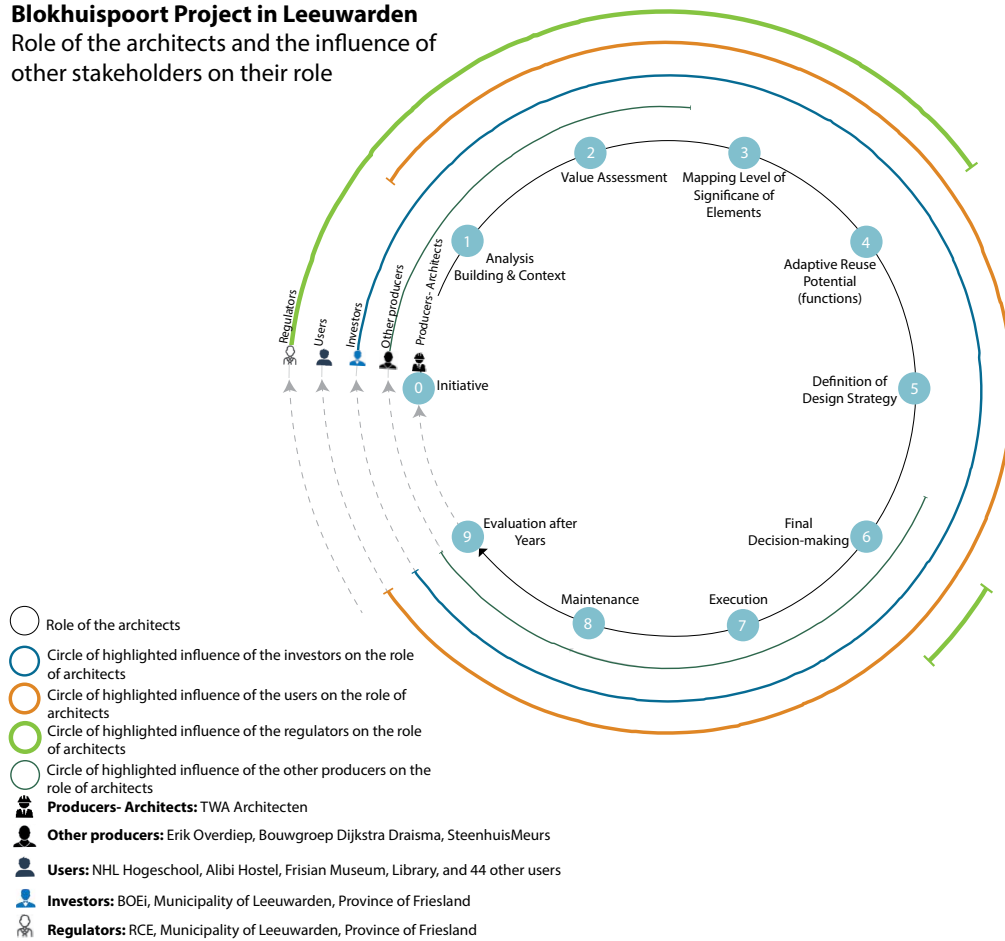 Blokhuispoort Project in Leeuwarden
Role of the architects and the influence of
other stakeholders on their role
2
Value Assessment
3
Mapping Level of
Significane of
Elements
1
Analysis
Building & Context
4
Adaptive Reuse
Potential
(functions)
Regulators
Users
Investors
Other producers
Producers- Architects
0
Initiative
Definition of
Design Strategy
5
9
Evaluation after
Years
Final
Decision-making
6
Maintenance
8
Execution
7
Role of the architects
Circle of highlighted influence of the investors on the role
of architects
Circle of highlighted influence of the users on the role of
architects
Circle of highlighted influence of the regulators on the role
of architects
Circle of highlighted influence of the other producers on the
role of architects
Producers- Architects: TWA Architecten
Other producers: Erik Overdiep, Bouwgroep Dijkstra Draisma, SteenhuisMeurs
Users: NHL Hogeschool, Alibi Hostel, Frisian Museum, Library, and 44 other users
Investors: BOEi, Municipality of Leeuwarden, Province of Friesland
Regulators: RCE, Municipality of Leeuwarden, Province of Friesland